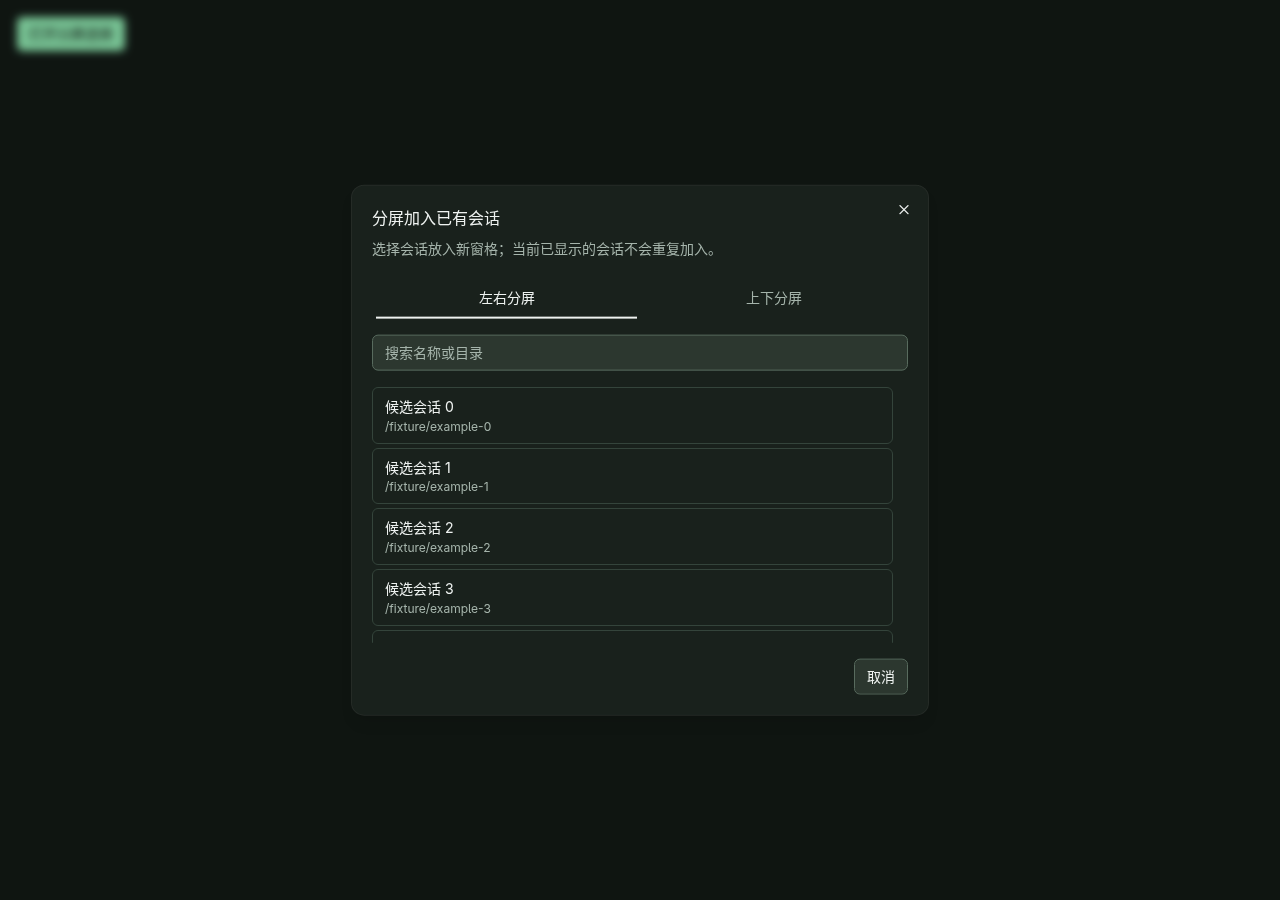 分屏加入已有会话
选择会话放入新窗格；当前已显示的会话不会重复加入。
左右分屏
上下分屏
搜索名称或目录
候选会话 0
/fixture/example-0
候选会话 1
/fixture/example-1
候选会话 2
/fixture/example-2
候选会话 3
/fixture/example-3
取消